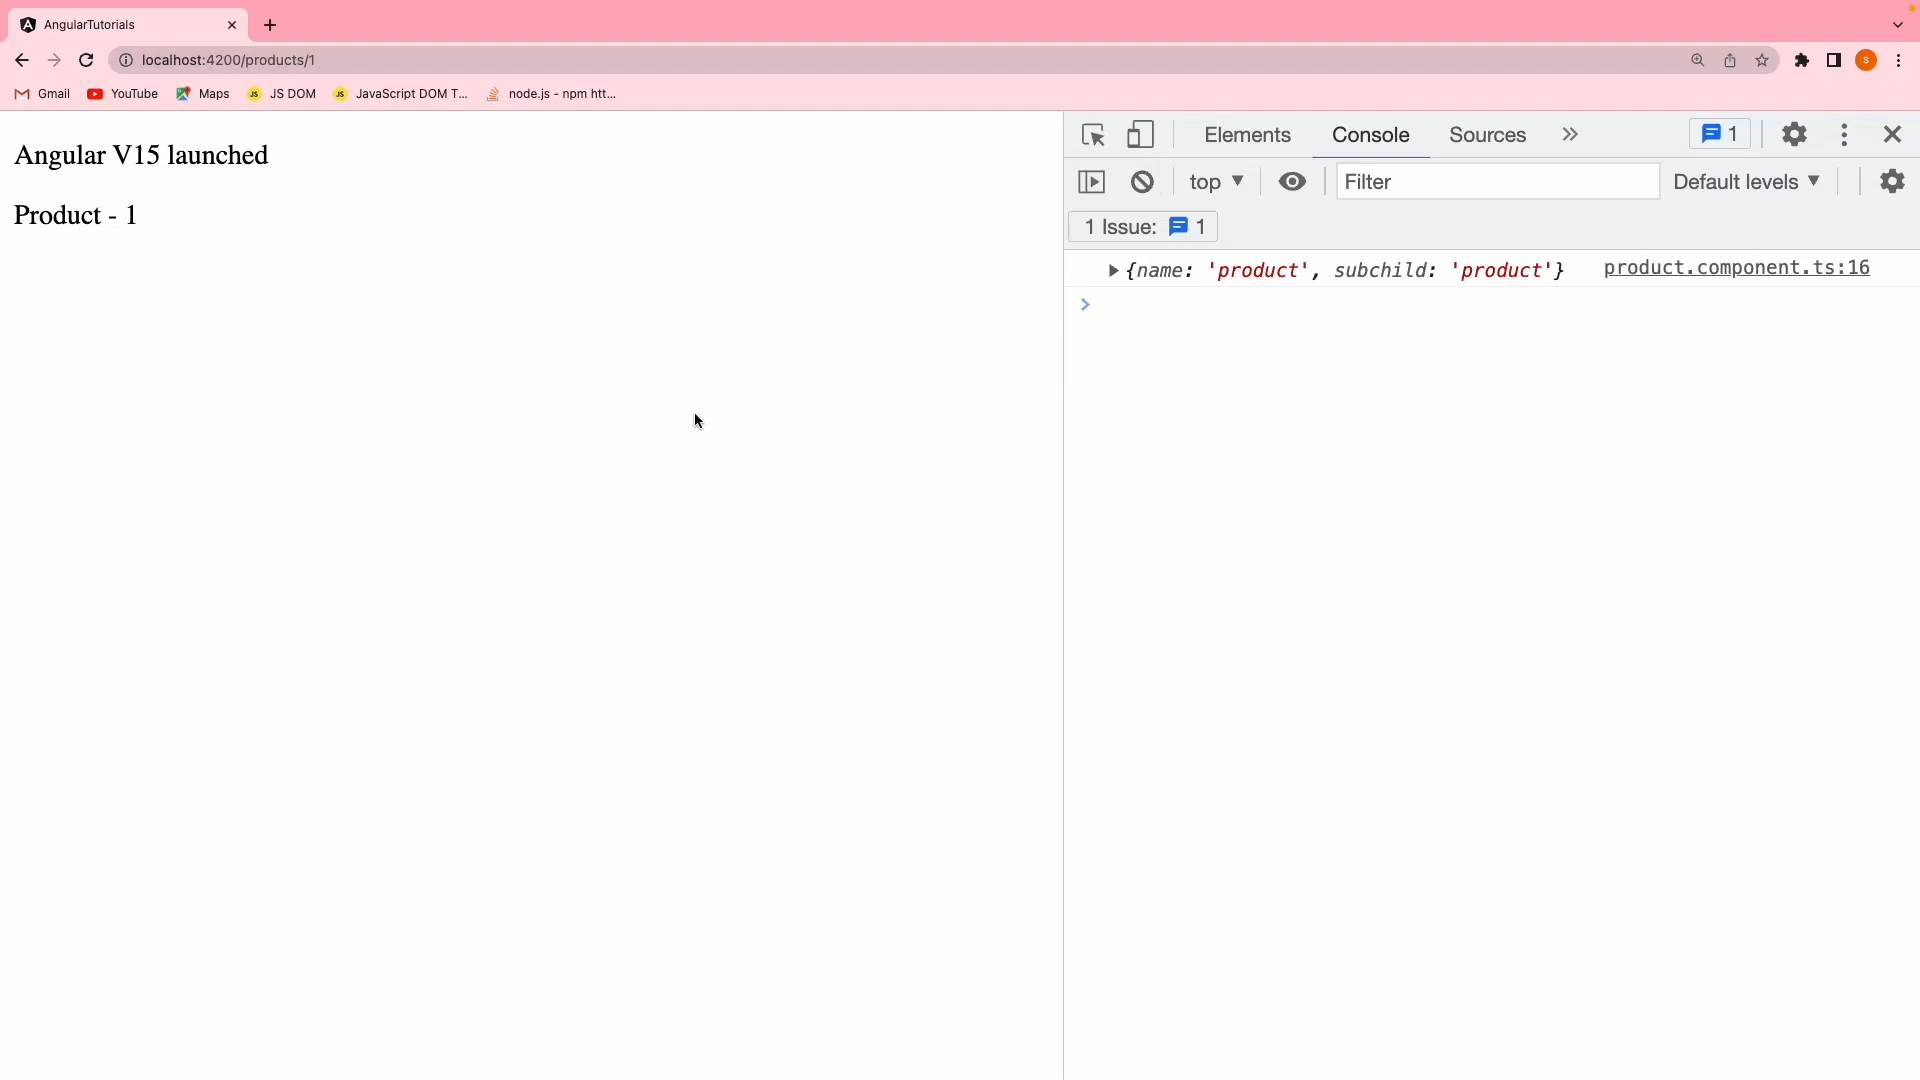 AngularTutorials
localhost:4200/products/1
S
Gmail
YouTube
Maps
JS DOM
JavaScript DOM T...
node.js - npm htt...
Angular V15 launched
Product - 1
Elements
Console
Sources
1
top
Filter
Default levels
1 Issue: 1
{name: 'product', subchild: 'product'} product.component.ts:16